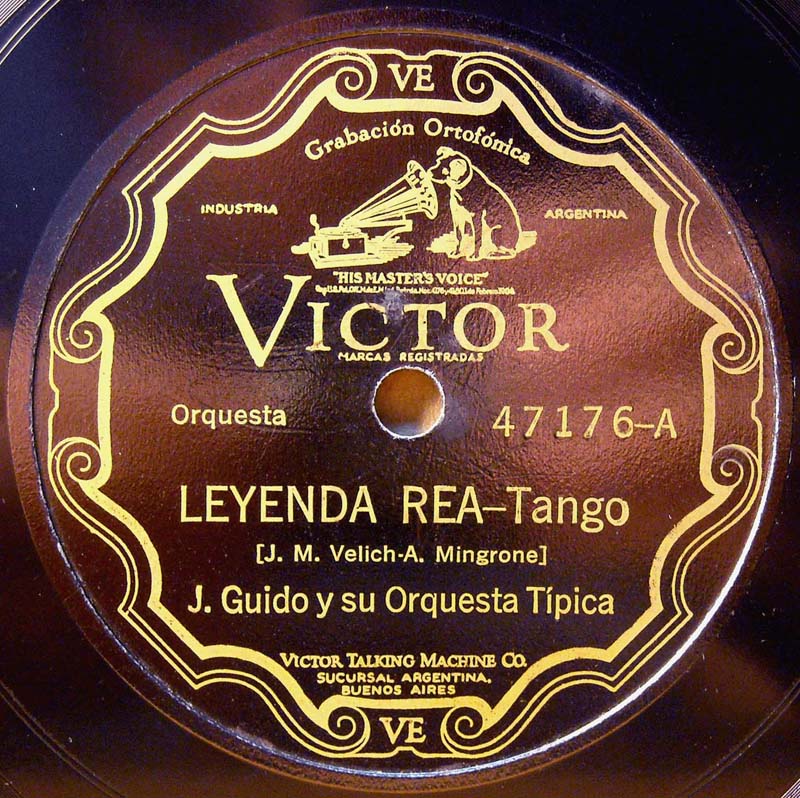 VE
Grabación Ortofónica
INDUSTRIA
ARGENTINA
"HIS MASTER'S VOICE"
VICTOR
MARCAS REGISTRADAS
Orquesta
47176-A
LEYENDA REA-Tango
[J. M. Velich-A. Mingrone]
J. Guido y su Orquesta Típica
VICTOR TALKING MACHINE CO.
SUCURSAL ARGENTINA,
BUENOS AIRES
VE